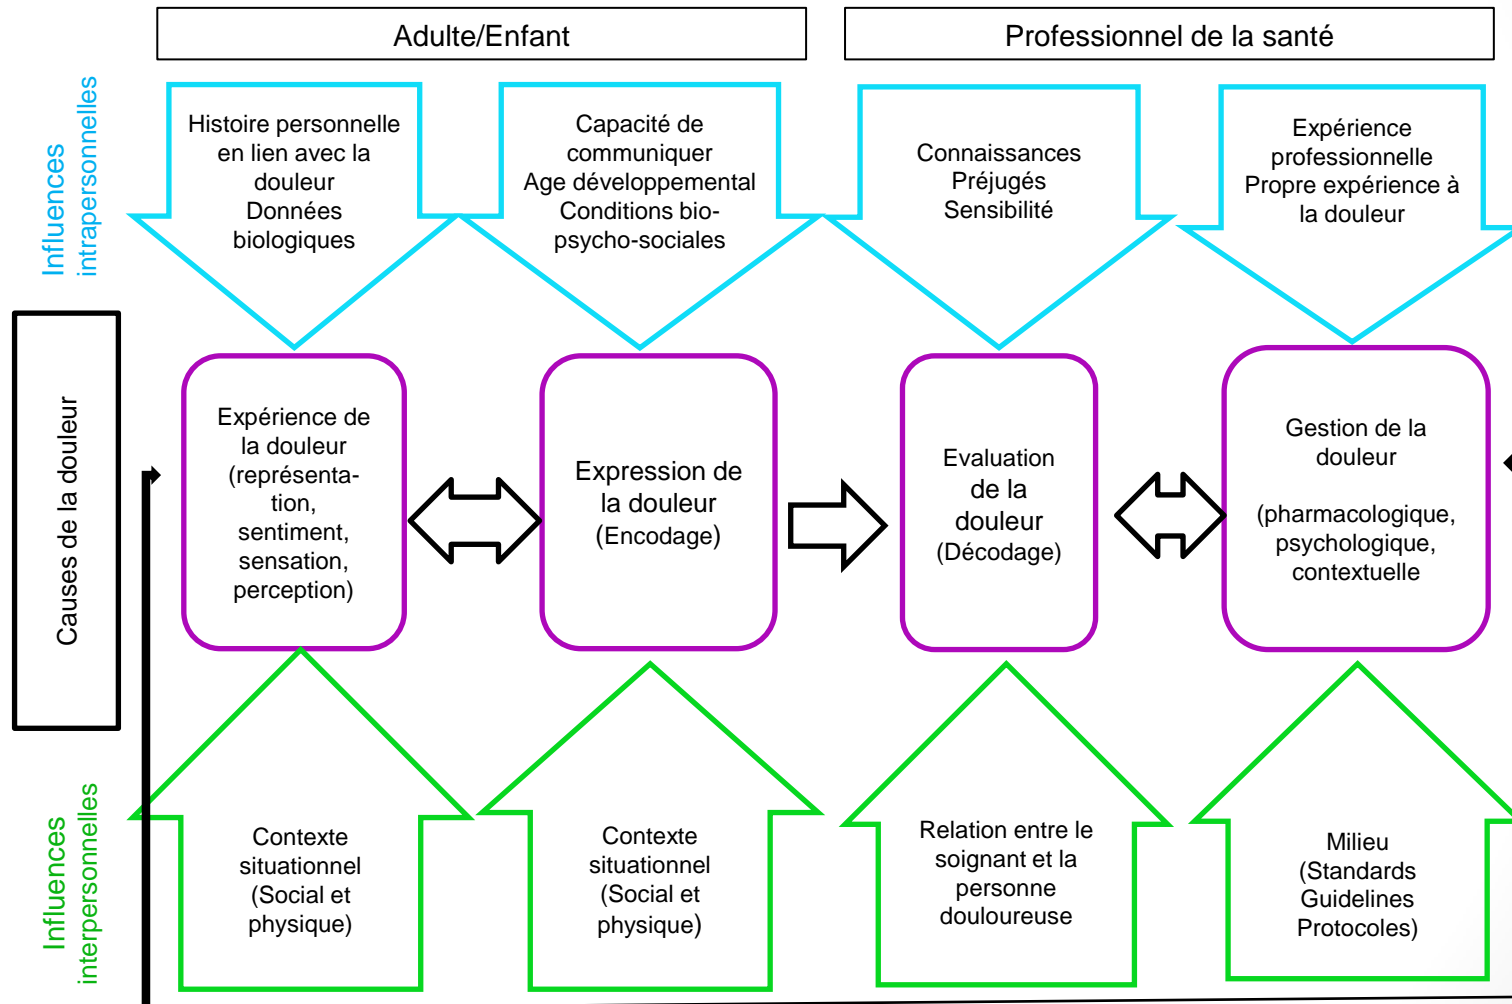 Adulte/Enfant
Professionnel de la santé
Influences
intrapersonnelles
Histoire personnelle
en lien avec la
douleur
Données
biologiques
Capacité de
communiquer
Age développemental
Conditions bio-
psycho-sociales
Connaissances
Préjugés
Sensibilité
Expérience
professionnelle
Propre expérience à
la douleur
Causes de la douleur
Expérience de
la douleur
(représenta-
tion,
sentiment,
sensation,
perception)
Expression de
la douleur
(Encodage)
Evaluation
de la
douleur
(Décodage)
Gestion de la
douleur
(pharmacologique,
psychologique,
contextuelle
Influences
interpersonnelles
Contexte
situationnel
(Social et
physique)
Contexte
situationnel
(Social et
physique)
Relation entre le
soignant et la
personne
douloureuse
Milieu
(Standards
Guidelines
Protocoles)